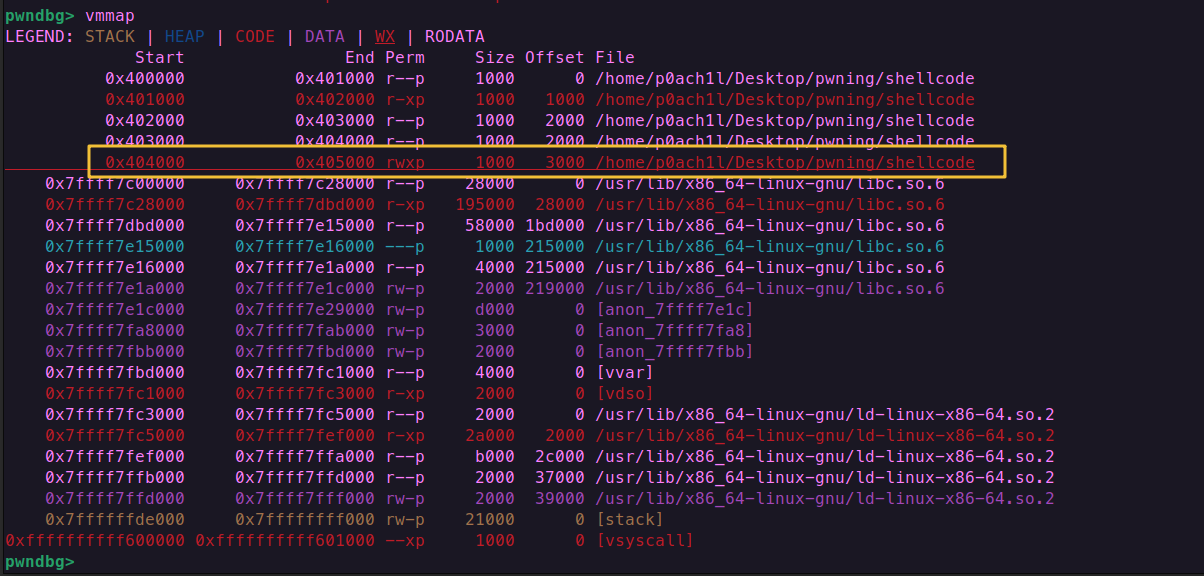 pwndbg> vmmap
LEGEND: STACK | HEAP | CODE | DATA | WX | RODATA
Start End Perm Size Offset File
0x400000 0x401000 r--p 1000 0 /home/p0ach1l/Desktop/pwning/shellcode
0x401000 0x402000 r-xp 1000 1000 /home/p0ach1l/Desktop/pwning/shellcode
0x402000 0x403000 r--p 1000 2000 /home/p0ach1l/Desktop/pwning/shellcode
0x403000 0x404000 r--p 1000 2000 /home/p0ach1l/Desktop/pwning/shellcode
0x404000 0x405000 rwxp 1000 3000 /home/p0ach1l/Desktop/pwning/shellcode
0x7ffff7c00000 0x7ffff7c28000 r--p 28000 0 /usr/lib/x86_64-linux-gnu/libc.so.6
0x7ffff7c28000 0x7ffff7dbd000 r-xp 195000 28000 /usr/lib/x86_64-linux-gnu/libc.so.6
0x7ffff7dbd000 0x7ffff7e15000 r--p 58000 1bd000 /usr/lib/x86_64-linux-gnu/libc.so.6
0x7ffff7e15000 0x7ffff7e16000 ---p 1000 215000 /usr/lib/x86_64-linux-gnu/libc.so.6
0x7ffff7e16000 0x7ffff7e1a000 r--p 4000 215000 /usr/lib/x86_64-linux-gnu/libc.so.6
0x7ffff7e1a000 0x7ffff7e1c000 rw-p 2000 219000 /usr/lib/x86_64-linux-gnu/libc.so.6
0x7ffff7e1c000 0x7ffff7e29000 rw-p d000 0 [anon_7ffff7e1c]
0x7ffff7fa8000 0x7ffff7fab000 rw-p 3000 0 [anon_7ffff7fa8]
0x7ffff7fbb000 0x7ffff7fbd000 rw-p 2000 0 [anon_7ffff7fbb]
0x7ffff7fbd000 0x7ffff7fc1000 r--p 4000 0 [vvar]
0x7ffff7fc1000 0x7ffff7fc3000 r-xp 2000 0 [vdso]
0x7ffff7fc3000 0x7ffff7fc5000 r--p 2000 0 /usr/lib/x86_64-linux-gnu/ld-linux-x86-64.so.2
0x7ffff7fc5000 0x7ffff7fef000 r-xp 2a000 2000 /usr/lib/x86_64-linux-gnu/ld-linux-x86-64.so.2
0x7ffff7fef000 0x7ffff7ffa000 r--p b000 2c000 /usr/lib/x86_64-linux-gnu/ld-linux-x86-64.so.2
0x7ffff7ffb000 0x7ffff7ffd000 r--p 2000 37000 /usr/lib/x86_64-linux-gnu/ld-linux-x86-64.so.2
0x7ffff7ffd000 0x7ffff7fff000 rw-p 2000 39000 /usr/lib/x86_64-linux-gnu/ld-linux-x86-64.so.2
0x7ffffffde000 0x7ffffffff000 rw-p 21000 0 [stack]
0xffffffffff600000 0xffffffffff601000 --xp 1000 0 [vsyscall]
pwndbg>